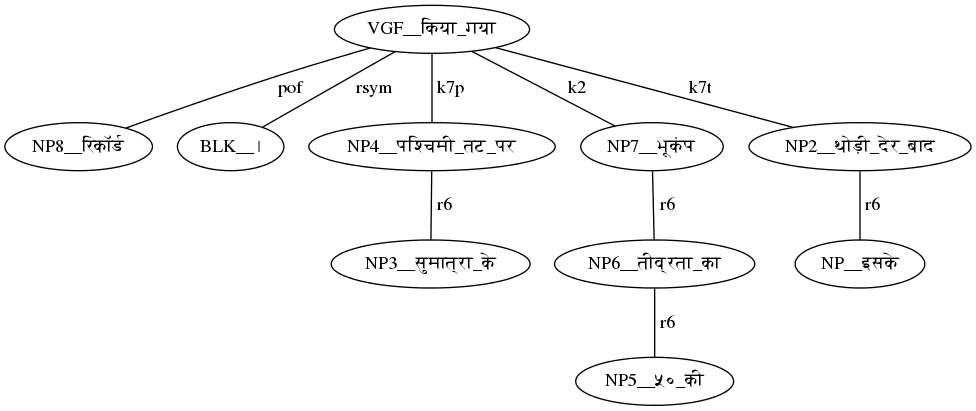 VGF__किया_गया
pof
rsym
k7p
k2
k7t
NP8__रिकॉर्ड
BLK__।
NP4__पश्चिमी_तट_पर
NP7__भूकंप
NP2__थोड़ी_देर_बाद
r6
r6
r6
NP3__सुमात्रा_के
NP6__तीव्रता_का
NP__इसके
r6
NP5__५०_की